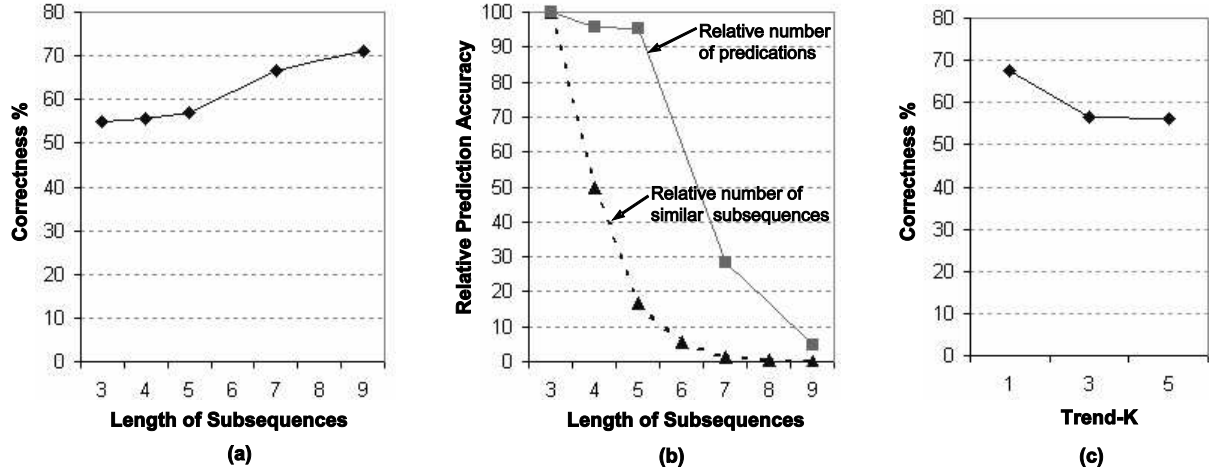 80
70
60
50
40
30
20
10
0
Correctness %
3 4 5 6 7 8 9
Length of Subsequences
(a)
100
90
80
70
60
50
40
30
20
10
0
Relative Prediction Accuracy
Relative number
of predications
Relative number of
similar subsequences
3 4 5 6 7 8 9
Length of Subsequences
(b)
80
70
60
50
40
30
20
10
0
Correctness %
1 3 5
Trend-K
(c)